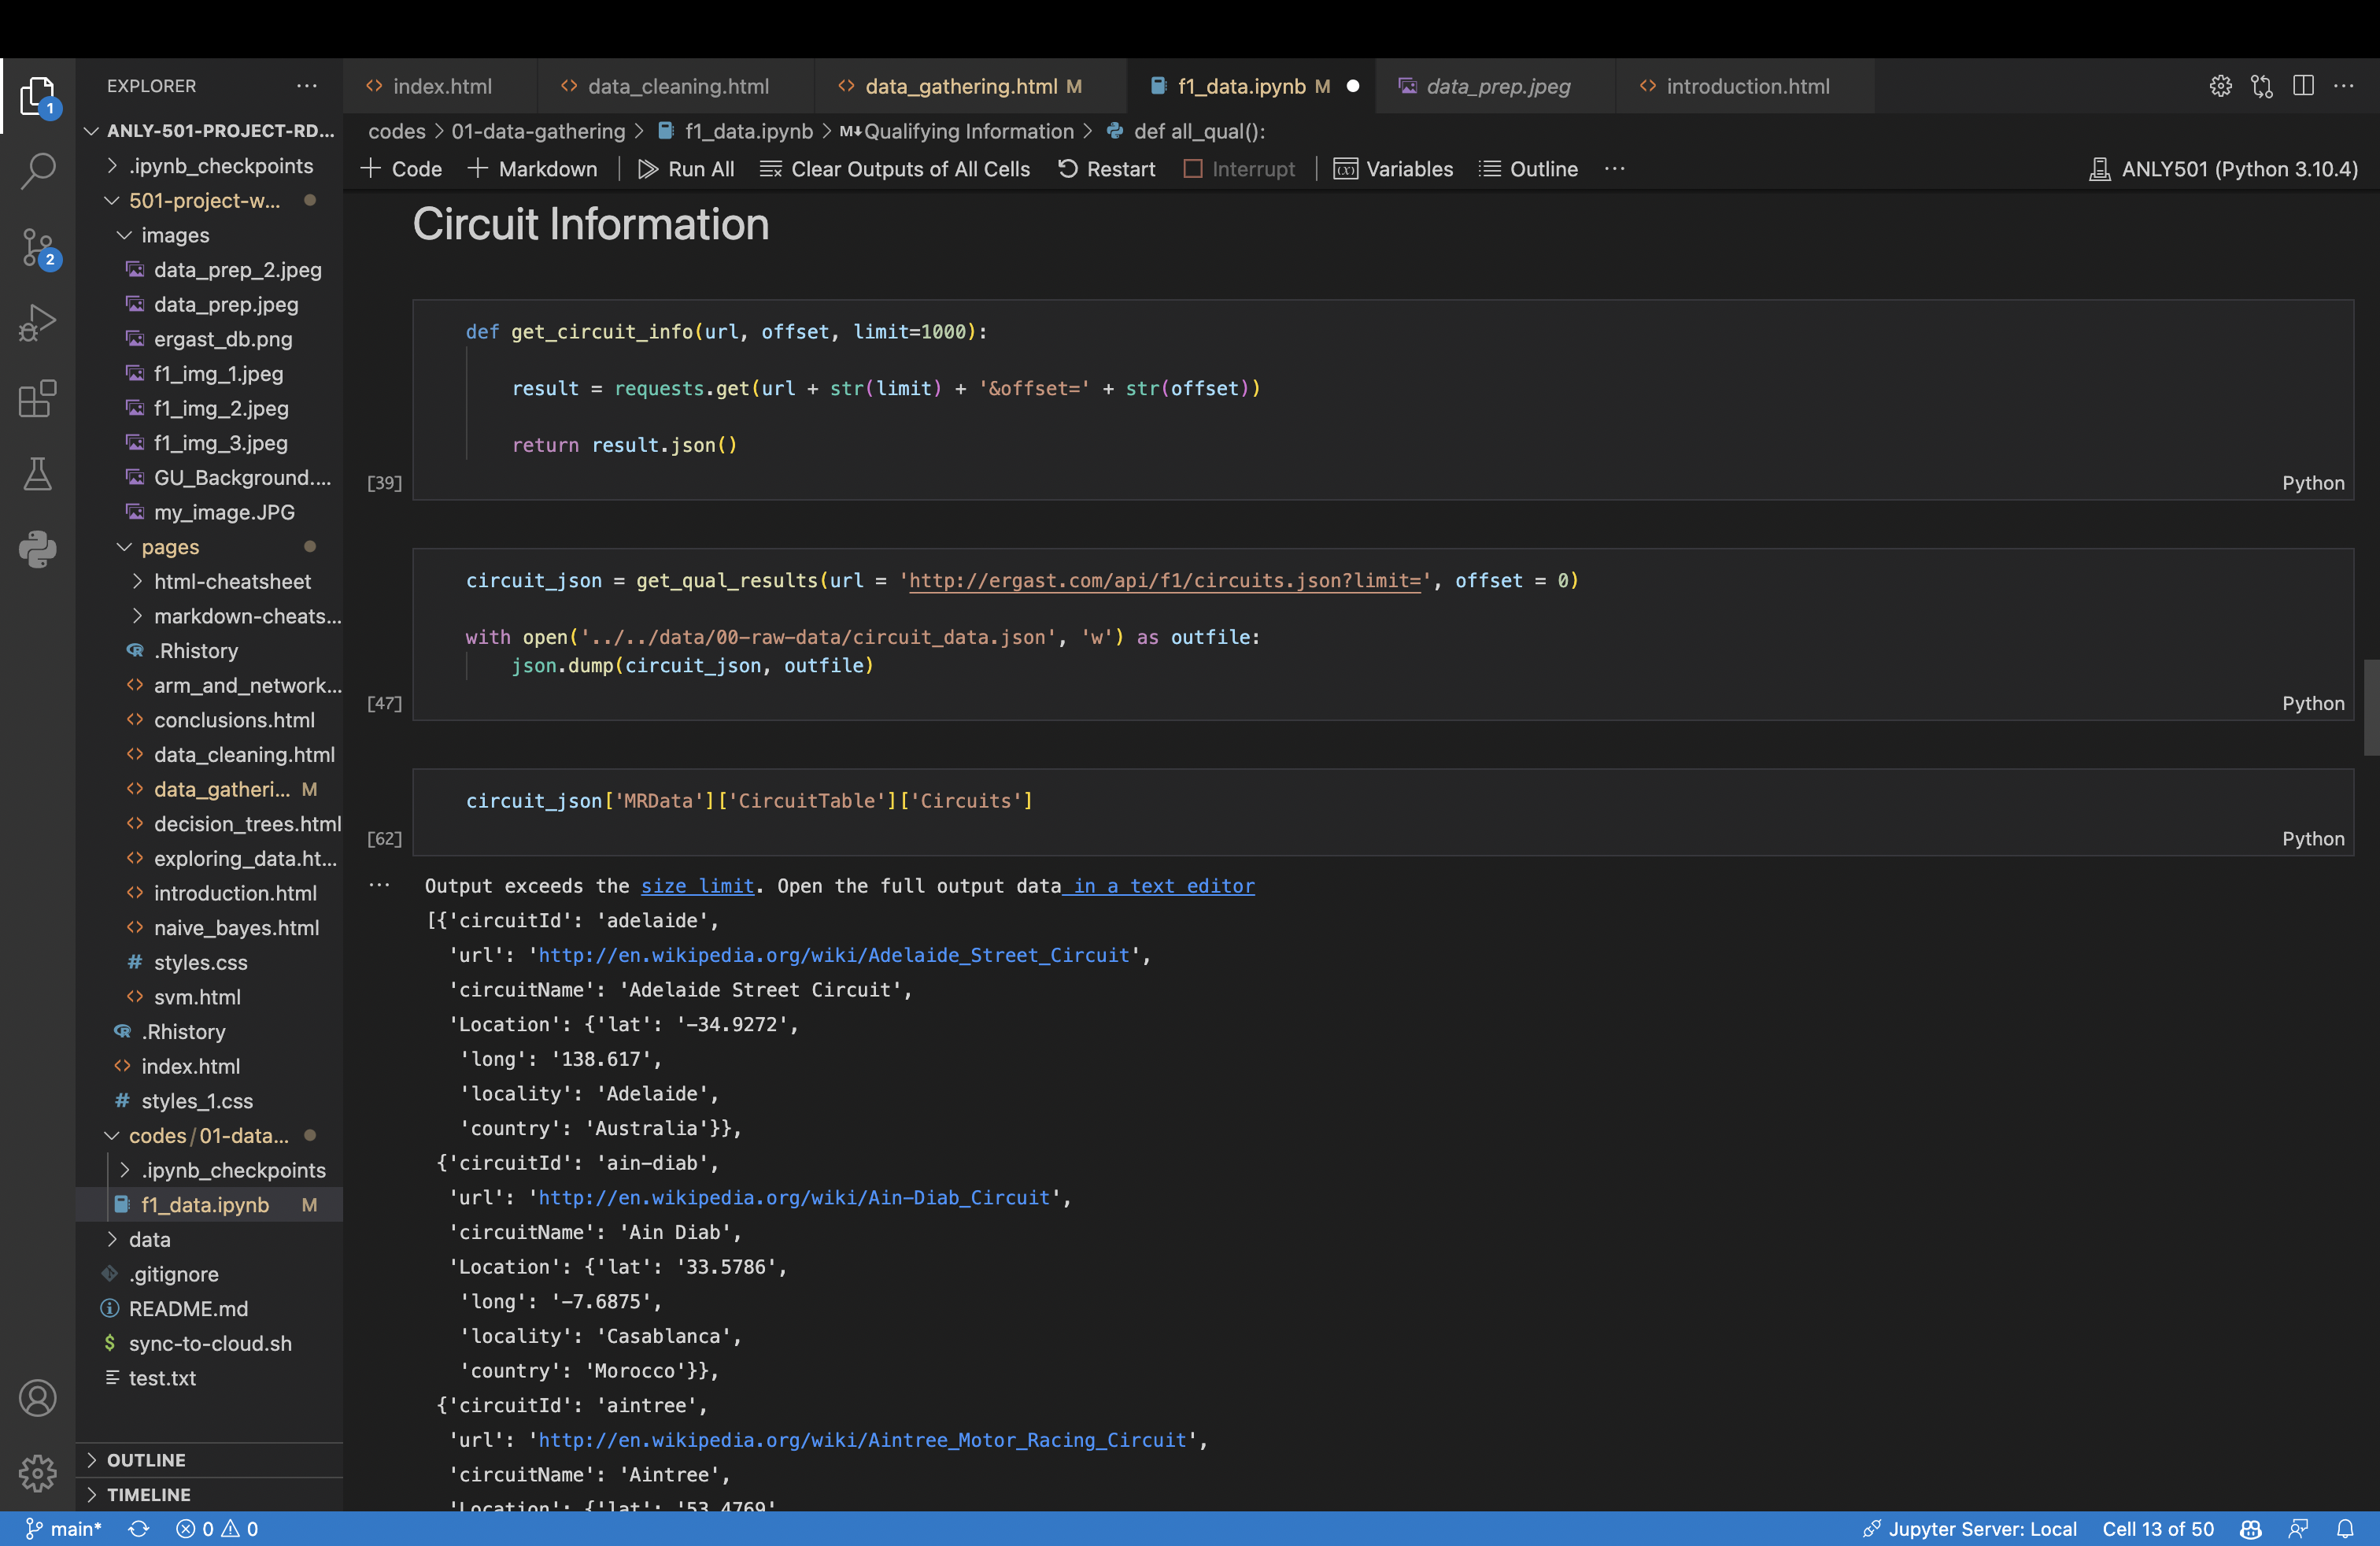 EXPLORER
index.html
data_cleaning.html
data_gathering.html M
f1_data.ipynb M
data_prep.jpeg
introduction.html
codes > 01-data-gathering > f1_data.ipynb > M↓Qualifying Information > def all_qual():
Code
Markdown
Run All
Clear Outputs of All Cells
Restart
Interrupt
Variables
Outline
ANLY501 (Python 3.10.4)
1
2
ANLY-501-PROJECT-RD...
.ipynb_checkpoints
501-project-w...
images
data_prep_2.jpeg
data_prep.jpeg
ergast_db.png
f1_img_1.jpeg
f1_img_2.jpeg
f1_img_3.jpeg
GU_Background....
my_image.JPG
pages
html-cheatsheet
markdown-cheats...
.Rhistory
arm_and_network...
conclusions.html
data_cleaning.html
data_gatheri... M
decision_trees.html
exploring_data.ht...
introduction.html
naive_bayes.html
# styles.css
svm.html
.Rhistory
index.html
# styles_1.css
codes/01-data...
.ipynb_checkpoints
f1_data.ipynb M
data
.gitignore
README.md
$ sync-to-cloud.sh
test.txt
OUTLINE
TIMELINE
Circuit Information
def get_circuit_info(url, offset, limit=1000):
result = requests.get(url + str(limit) + '&offset=' + str(offset))
return result.json()
[39]
Python
circuit_json = get_qual_results(url = 'http://ergast.com/api/f1/circuits.json?limit=', offset = 0)
with open('../../data/00-raw-data/circuit_data.json', 'w') as outfile:
json.dump(circuit_json, outfile)
[47]
Python
circuit_json['MRData']['CircuitTable']['Circuits']
[62]
Python
Output exceeds the size limit. Open the full output data in a text editor
[{'circuitId': 'adelaide',
'url': 'http://en.wikipedia.org/wiki/Adelaide_Street_Circuit',
'circuitName': 'Adelaide Street Circuit',
'Location': {'lat': '-34.9272',
'long': '138.617',
'locality': 'Adelaide',
'country': 'Australia'}},
{'circuitId': 'ain-diab',
'url': 'http://en.wikipedia.org/wiki/Ain-Diab_Circuit',
'circuitName': 'Ain Diab',
'Location': {'lat': '33.5786',
'long': '-7.6875',
'locality': 'Casablanca',
'country': 'Morocco'}},
{'circuitId': 'aintree',
'url': 'http://en.wikipedia.org/wiki/Aintree_Motor_Racing_Circuit',
'circuitName': 'Aintree',
'Location': {'lat': '53.4769'
main*
0
0
Jupyter Server: Local
Cell 13 of 50